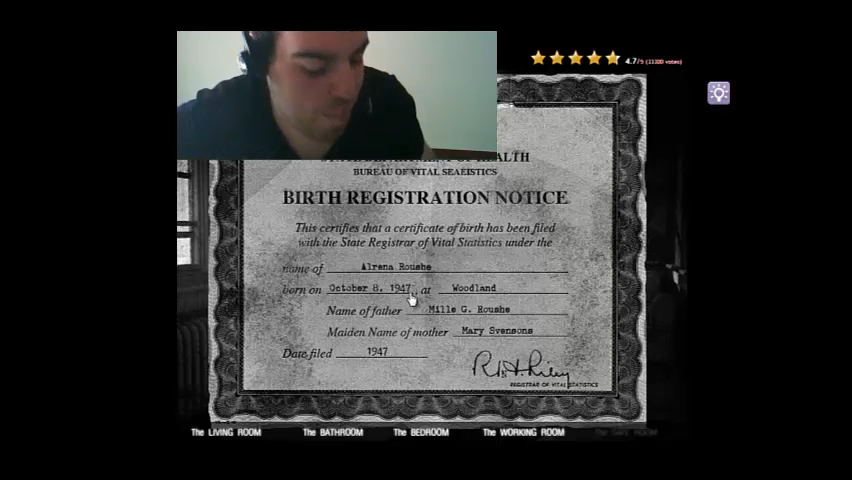 4.7/5 (11300 votes)
BUREAU OF VITAL SEAEISTICS
BIRTH REGISTRATION NOTICE
This certifies that a certificate of birth has been filed
with the State Registrar of Vital Statistics under the
name of Alrena Roushe
born on October 8, 1947 at Woodland
Name of father Mills G. Roushe
Maiden Name of mother Mary Svensons
Date filed 1947
REGISTRAR OF VITAL STATISTICS
The LIVING ROOM The BATHROOM The BEDROOM The WORKING ROOM